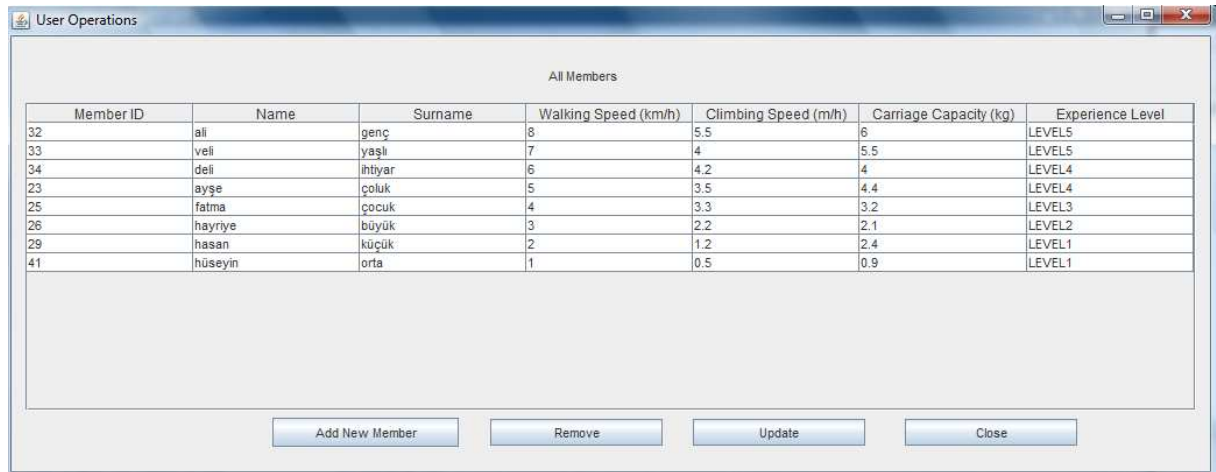 User Operations
All Members
Member ID Name Surname Walking Speed (km/h) Climbing Speed (m/h) Carriage Capacity (kg) Experience Level
32 ali genç 8 5.5 6 LEVEL5
33 veli yaşlı 7 4 5.5 LEVEL5
34 deli ihtiyar 6 4.2 4 LEVEL4
23 ayşe çoluk 5 3.5 4.4 LEVEL4
25 fatma çocuk 4 3.3 3.2 LEVEL3
26 hayriye büyük 3 2.2 2.1 LEVEL2
29 hasan küçük 2 1.2 2.4 LEVEL1
41 hüseyin orta 1 0.5 0.9 LEVEL1
Add New Member Remove Update Close